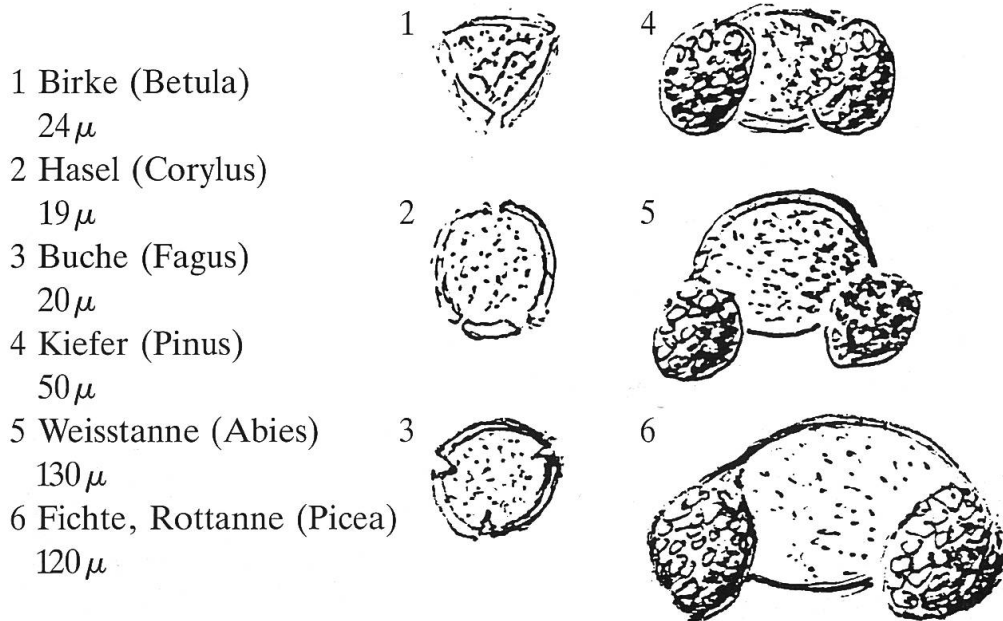 1 Birke (Betula)
24 μ
2 Hasel (Corylus)
19 μ
3 Buche (Fagus)
20 μ
4 Kiefer (Pinus)
50 μ
5 Weisstanne (Abies)
130 μ
6 Fichte, Rottanne (Picea)
120 μ
1
2
3
4
5
6